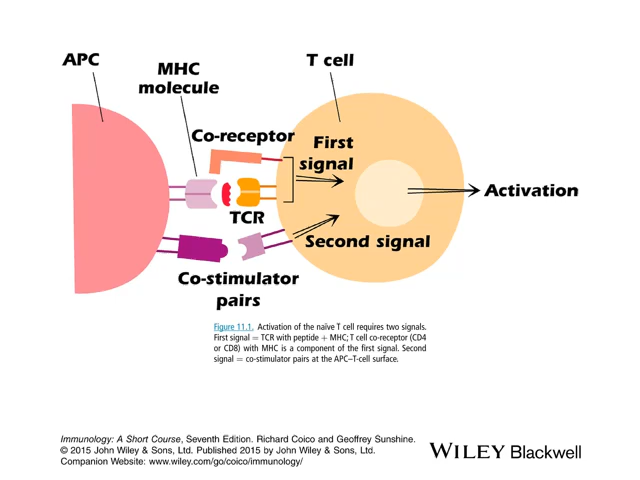 APC
T cell
MHC
molecule
Co-receptor
First
signal
TCR
Activation
Second signal
Co-stimulator
pairs
Figure 11.1. Activation of the naïve T cell requires two signals.
First signal = TCR with peptide + MHC; T cell co-receptor (CD4
or CD8) with MHC is a component of the first signal. Second
signal = co-stimulator pairs at the APC–T-cell surface.
Immunology: A Short Course, Seventh Edition. Richard Coico and Geoffrey Sunshine.
© 2015 John Wiley & Sons, Ltd. Published 2015 by John Wiley & Sons, Ltd.
Companion Website: www.wiley.com/go/coico/immunology/
WILEY Blackwell